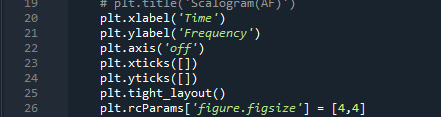 19 # plt.title('Scalogram(AF)')
20 plt.xlabel('Time')
21 plt.ylabel('Frequency')
22 plt.axis('off')
23 plt.xticks([])
24 plt.yticks([])
25 plt.tight_layout()
26 plt.rcParams['figure.figsize'] = [4,4]